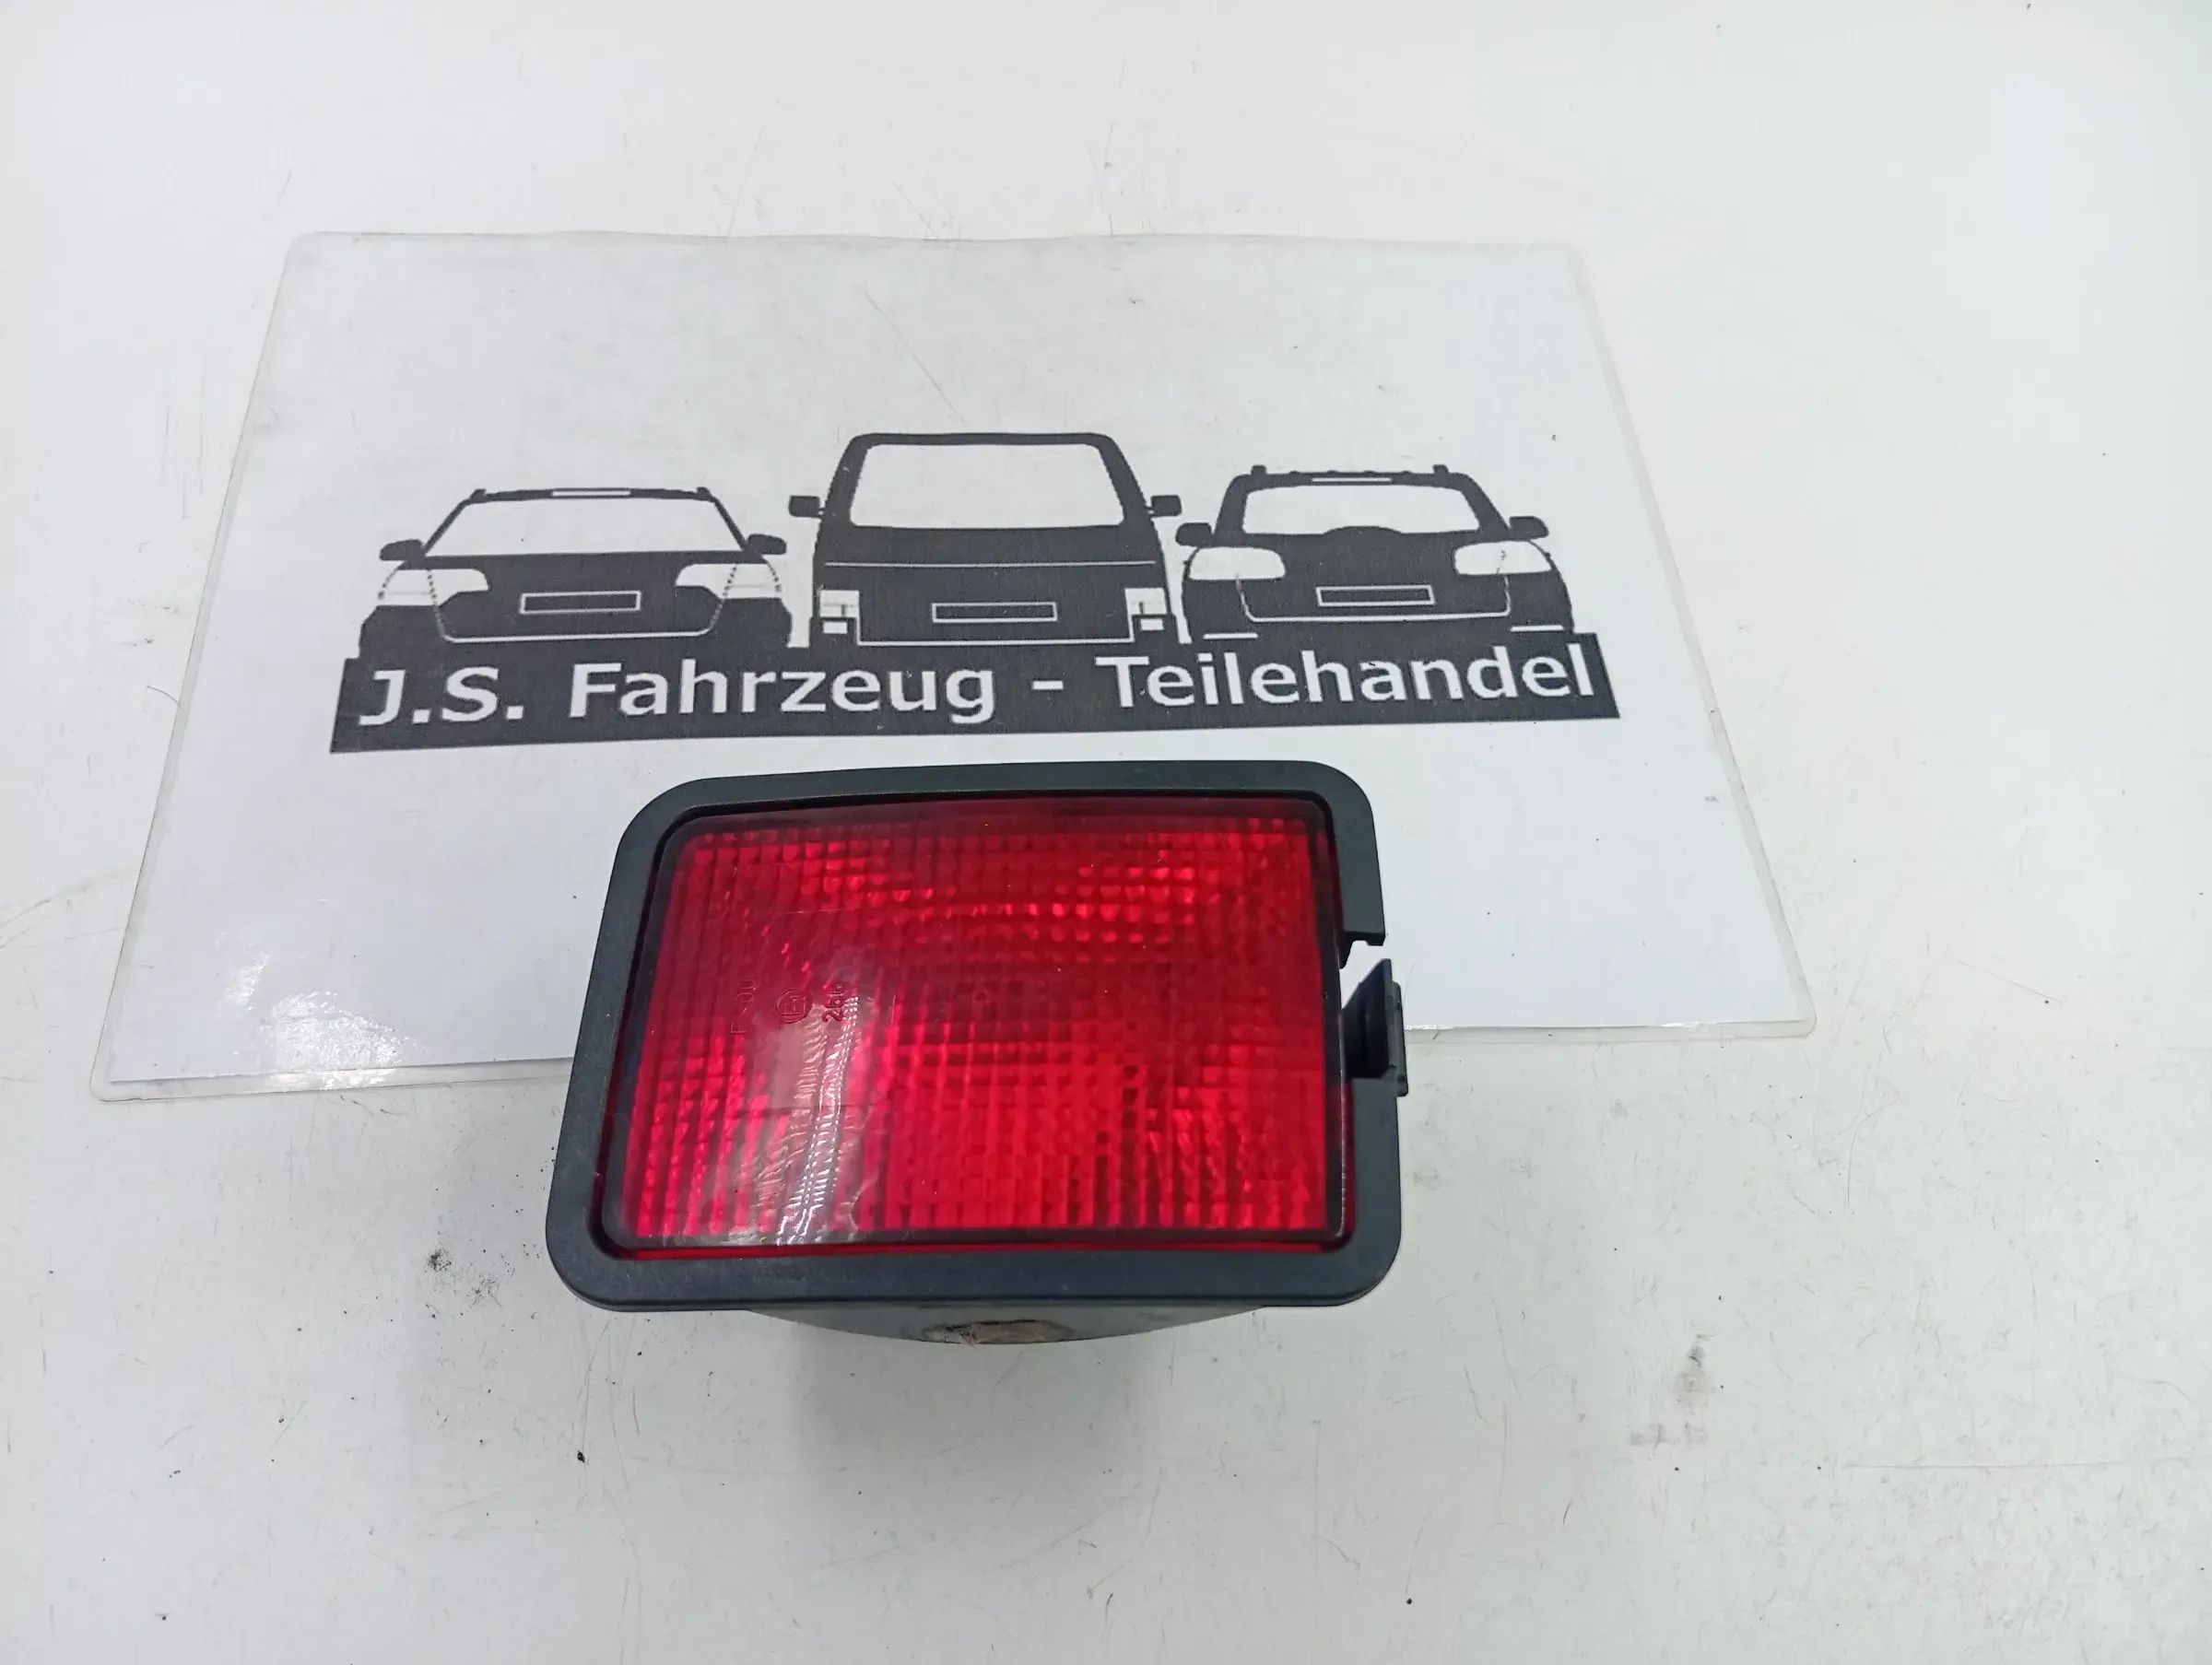 J.S. Fahrzeug - Teilehandel